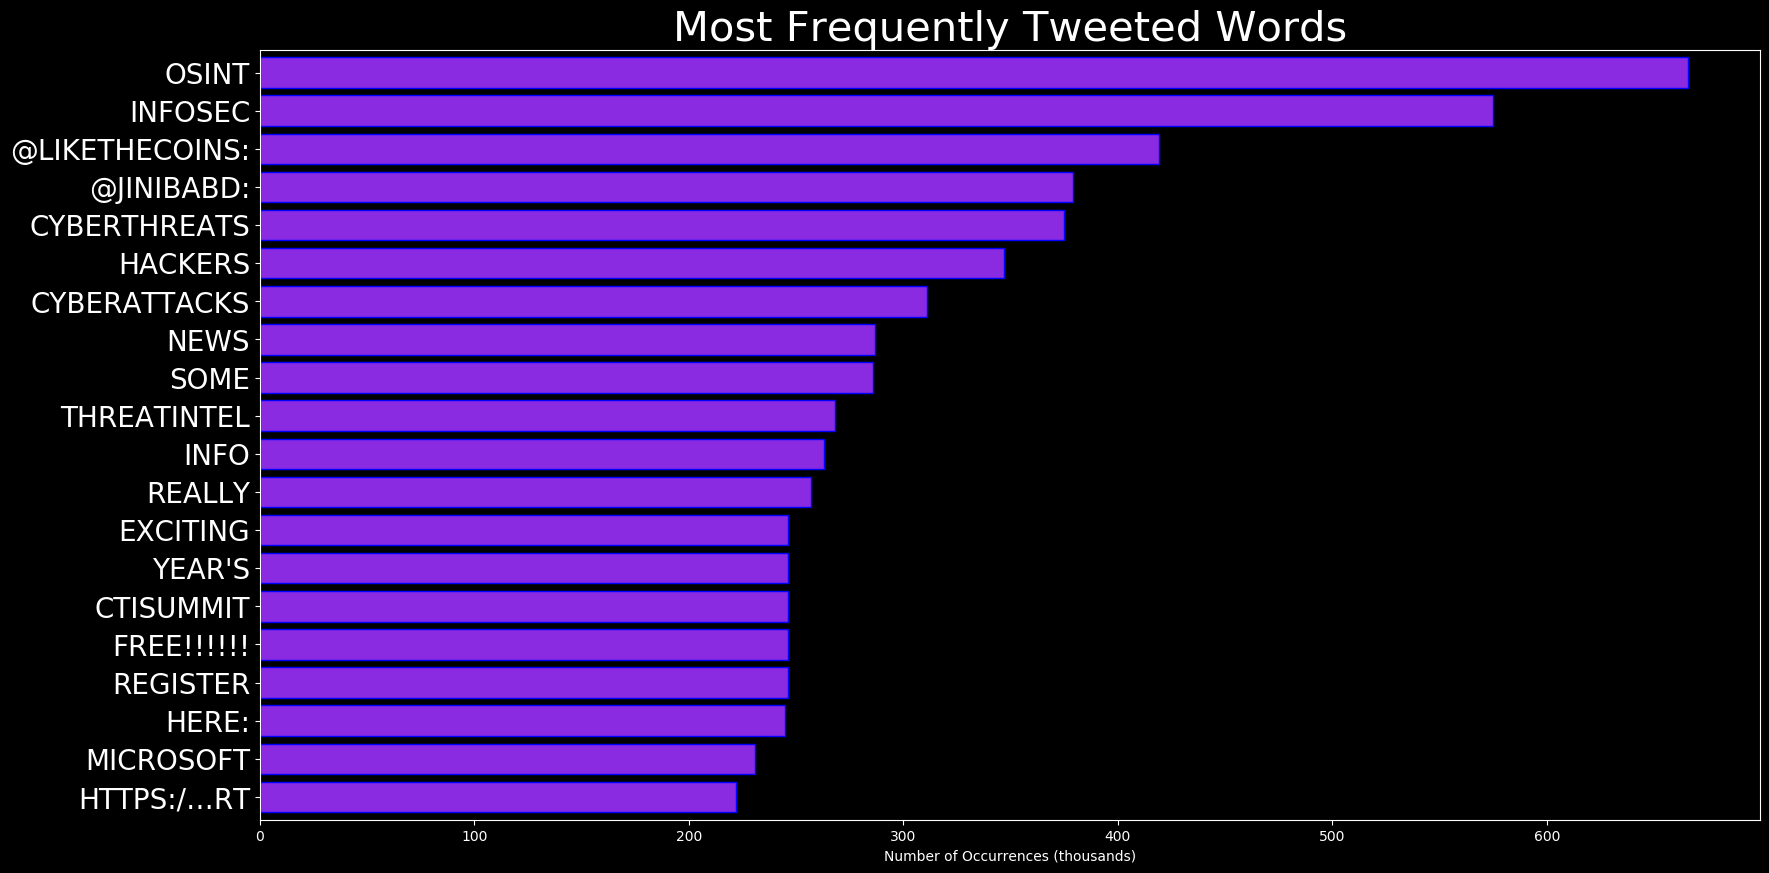 Most Frequently Tweeted Words
OSINT
INFOSEC
@LIKETHECOINS:
@JINIBABD:
CYBERTHREATS
HACKERS
CYBERATTACKS
NEWS
SOME
THREATINTEL
INFO
REALLY
EXCITING
YEAR'S
CTISUMMIT
FREE!!!!!!
REGISTER
HERE:
MICROSOFT
HTTPS:/…RT
0 100 200 300 400 500 600
Number of Occurrences (thousands)